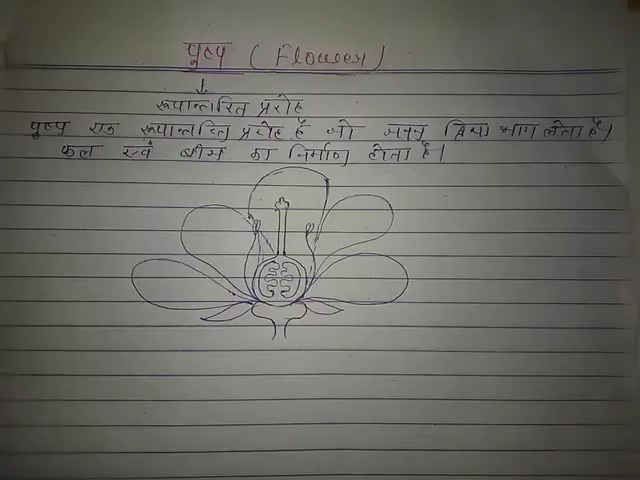 पुष्प (Flower)
रूपान्तरित प्ररोह
पुष्प एक रूपान्तरित प्ररोह है जो जनन क्रिया भाग लेता है।
फल एवं बीज का निर्माण होता है।